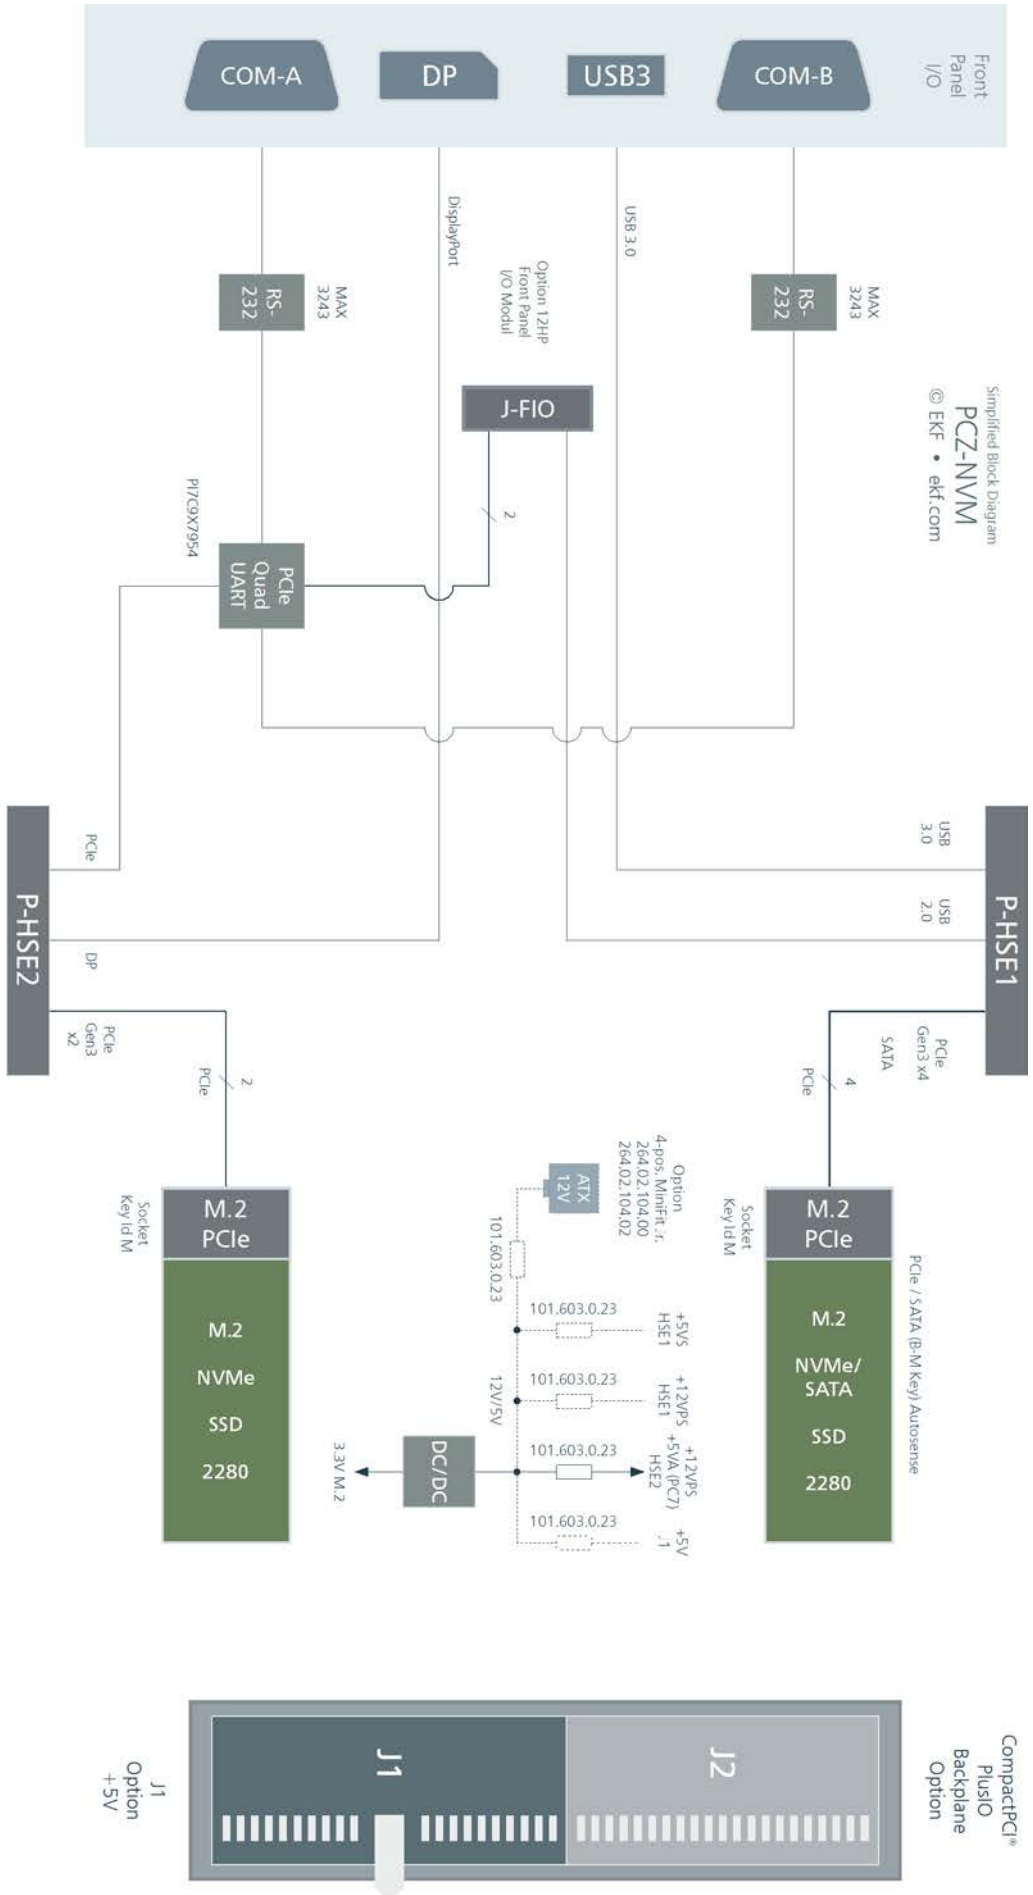 COM-A
DP
USB3
COM-B
Front
Panel
I/O
DisplayPort
USB 3.0
RS-
232
MAX
3243
Option 12HP
Front Panel
I/O Modul
RS-
232
MAX
3243
J-FIO
Simplified Block Diagram
PCZ-NVM
© EKF • ekf.com
2
PI7C9X7954
PCIe
Quad
UART
P-HSE2
PCIe
DP
PCIe
Gen3
x2
USB
3.0
USB
2.0
P-HSE1
PCIe
Gen3 x4
SATA
PCIe
2
PCIe
4
Socket
Key Id M
M.2
PCIe
M.2
NVMe
SSD
2280
ATX
12V
Option
4-pos. MiniFit Jr.
264.02.104.00
264.02.104.02
101.603.0.23
101.603.0.23
+5VS
HSE1
101.603.0.23
+12VPS
HSE1
12V/5V
101.603.0.23
+12VPS
+5VA (PC7)
HSE2
101.603.0.23
+5V
J1
DC/DC
3.3V M.2
Socket
Key Id M
M.2
PCIe
M.2
NVMe/
SATA
SSD
2280
PCIe / SATA (B-M Key) Autosense
J1
Option
+5V
J1
J2
CompactPCI®
PlusIO
Backplane
Option